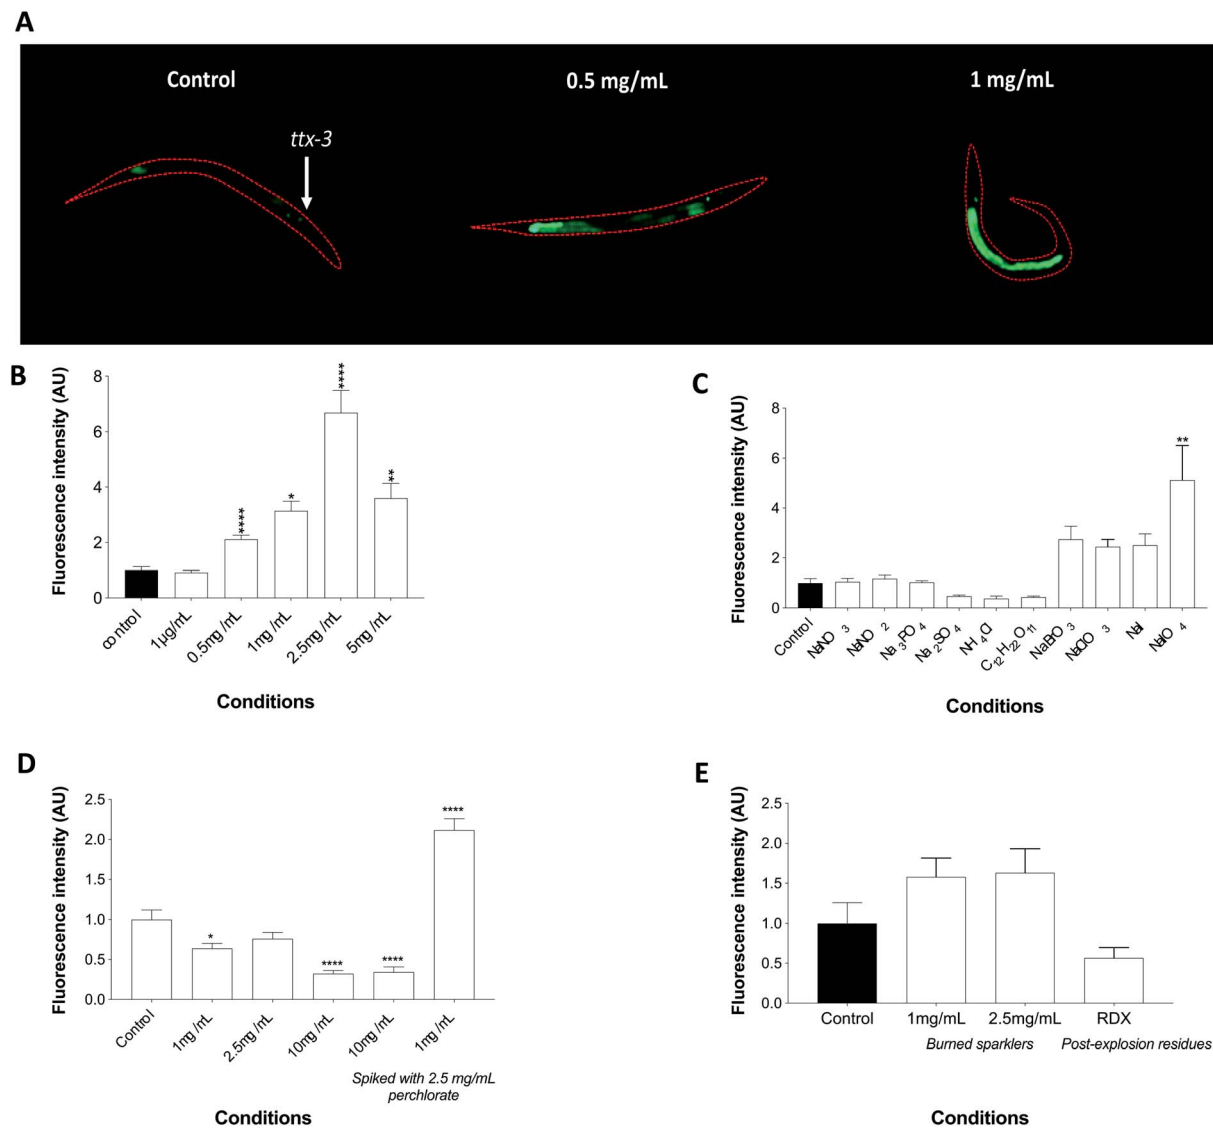 A
Control
0.5 mg/mL
1 mg/mL
ttx-3
B
Fluorescence intensity (AU)
8
6
4
2
0
****
*
****
**
control
1µg/mL
0.5mg/mL
1mg/mL
2.5mg/mL
5mg/mL
Conditions
C
Fluorescence intensity (AU)
8
6
4
2
0
**
Control
NaNO3
NaNO2
Na3PO4
Na2SO4
NH4Cl
C12H22O11
NaBrO3
NaClO3
NaI
NaIO4
Conditions
D
Fluorescence intensity (AU)
2.5
2.0
1.5
1.0
0.5
0.0
*
****
****
****
Control
1mg/mL
2.5mg/mL
10mg/mL
10mg/mL
1mg/mL
Spiked with 2.5 mg/mL
perchlorate
Conditions
E
Fluorescence intensity (AU)
2.5
2.0
1.5
1.0
0.5
0.0
Control
1mg/mL
2.5mg/mL
RDX
Burned sparklers
Post-explosion residues
Conditions